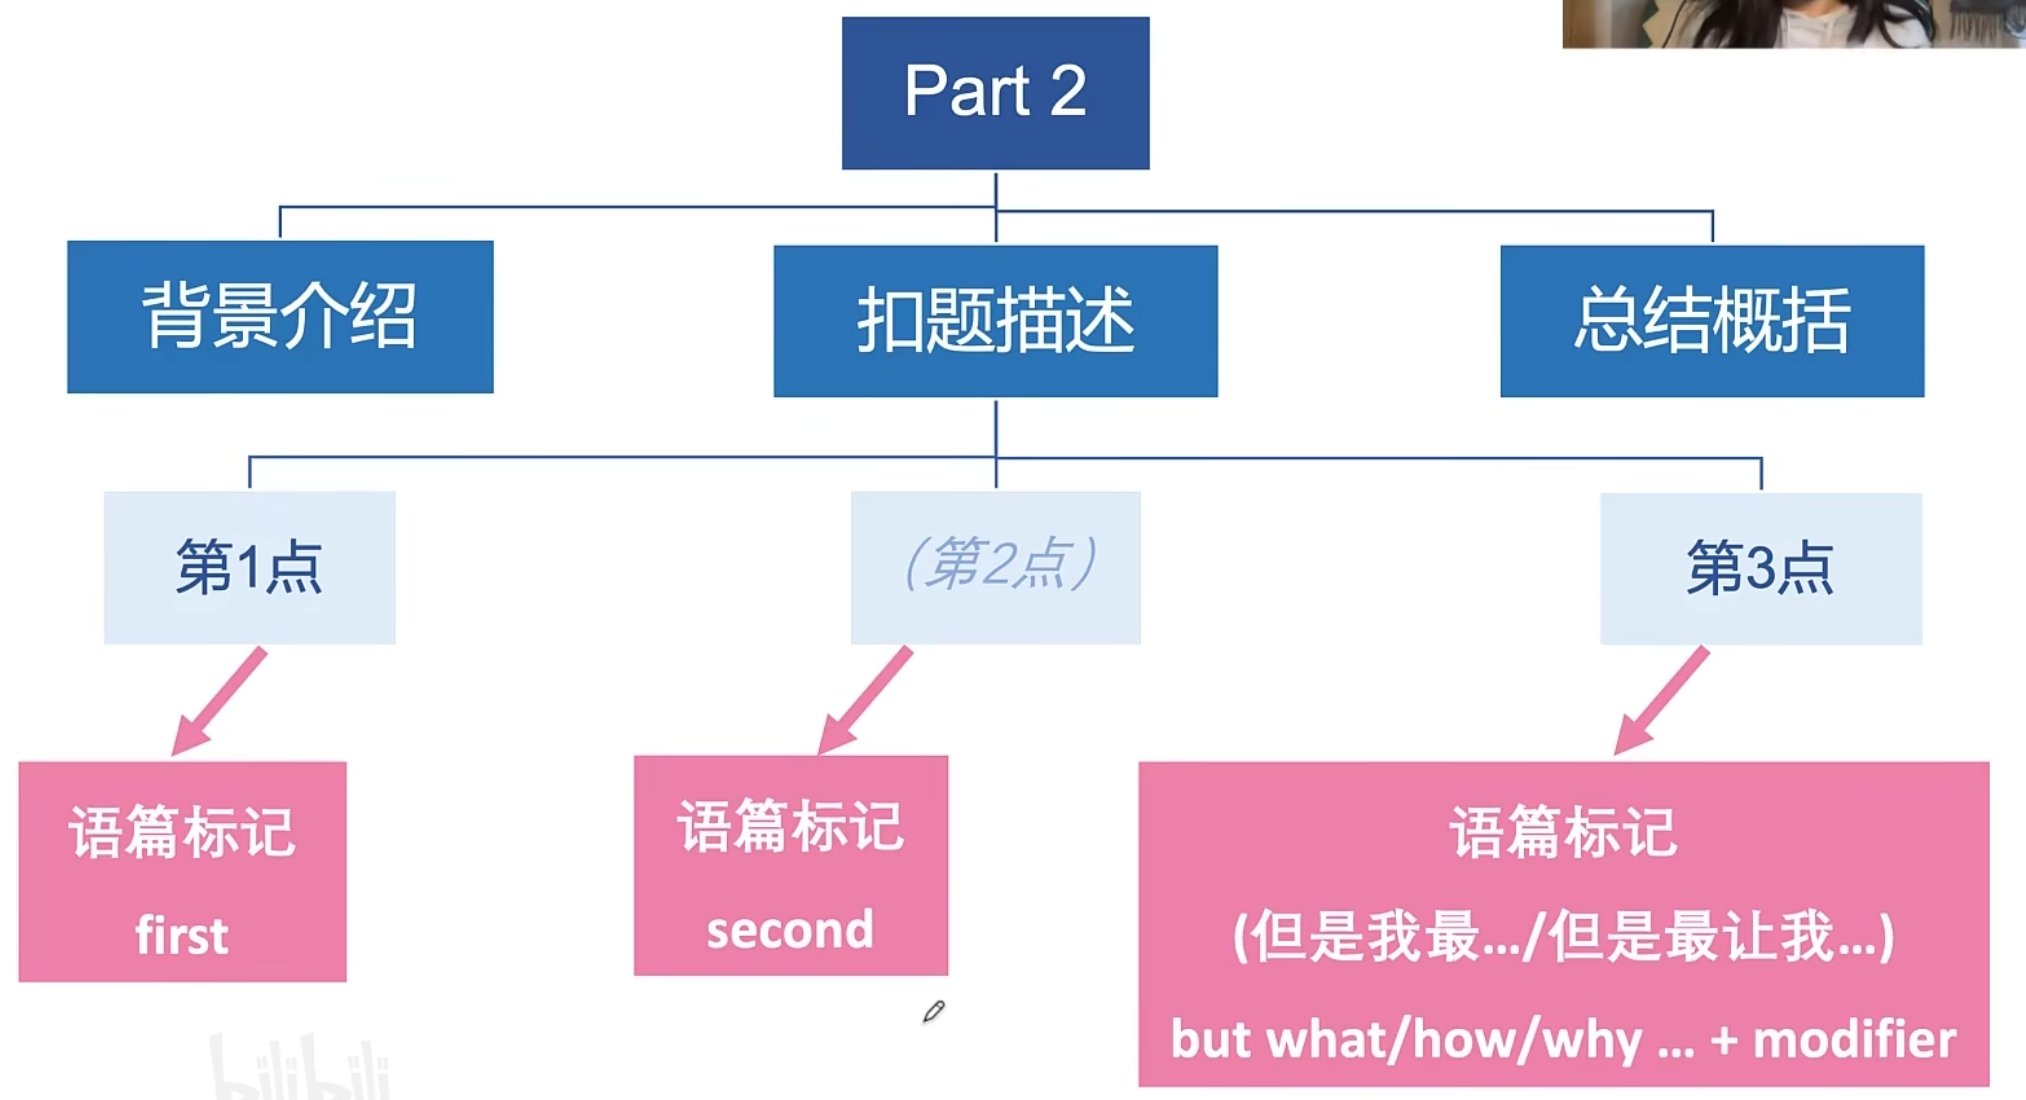 Part 2
背景介绍
扣题描述
总结概括
第1点
（第2点）
第3点
语篇标记
first
语篇标记
second
语篇标记
(但是我最…/但是最让我…)
but what/how/why … + modifier
bilibili